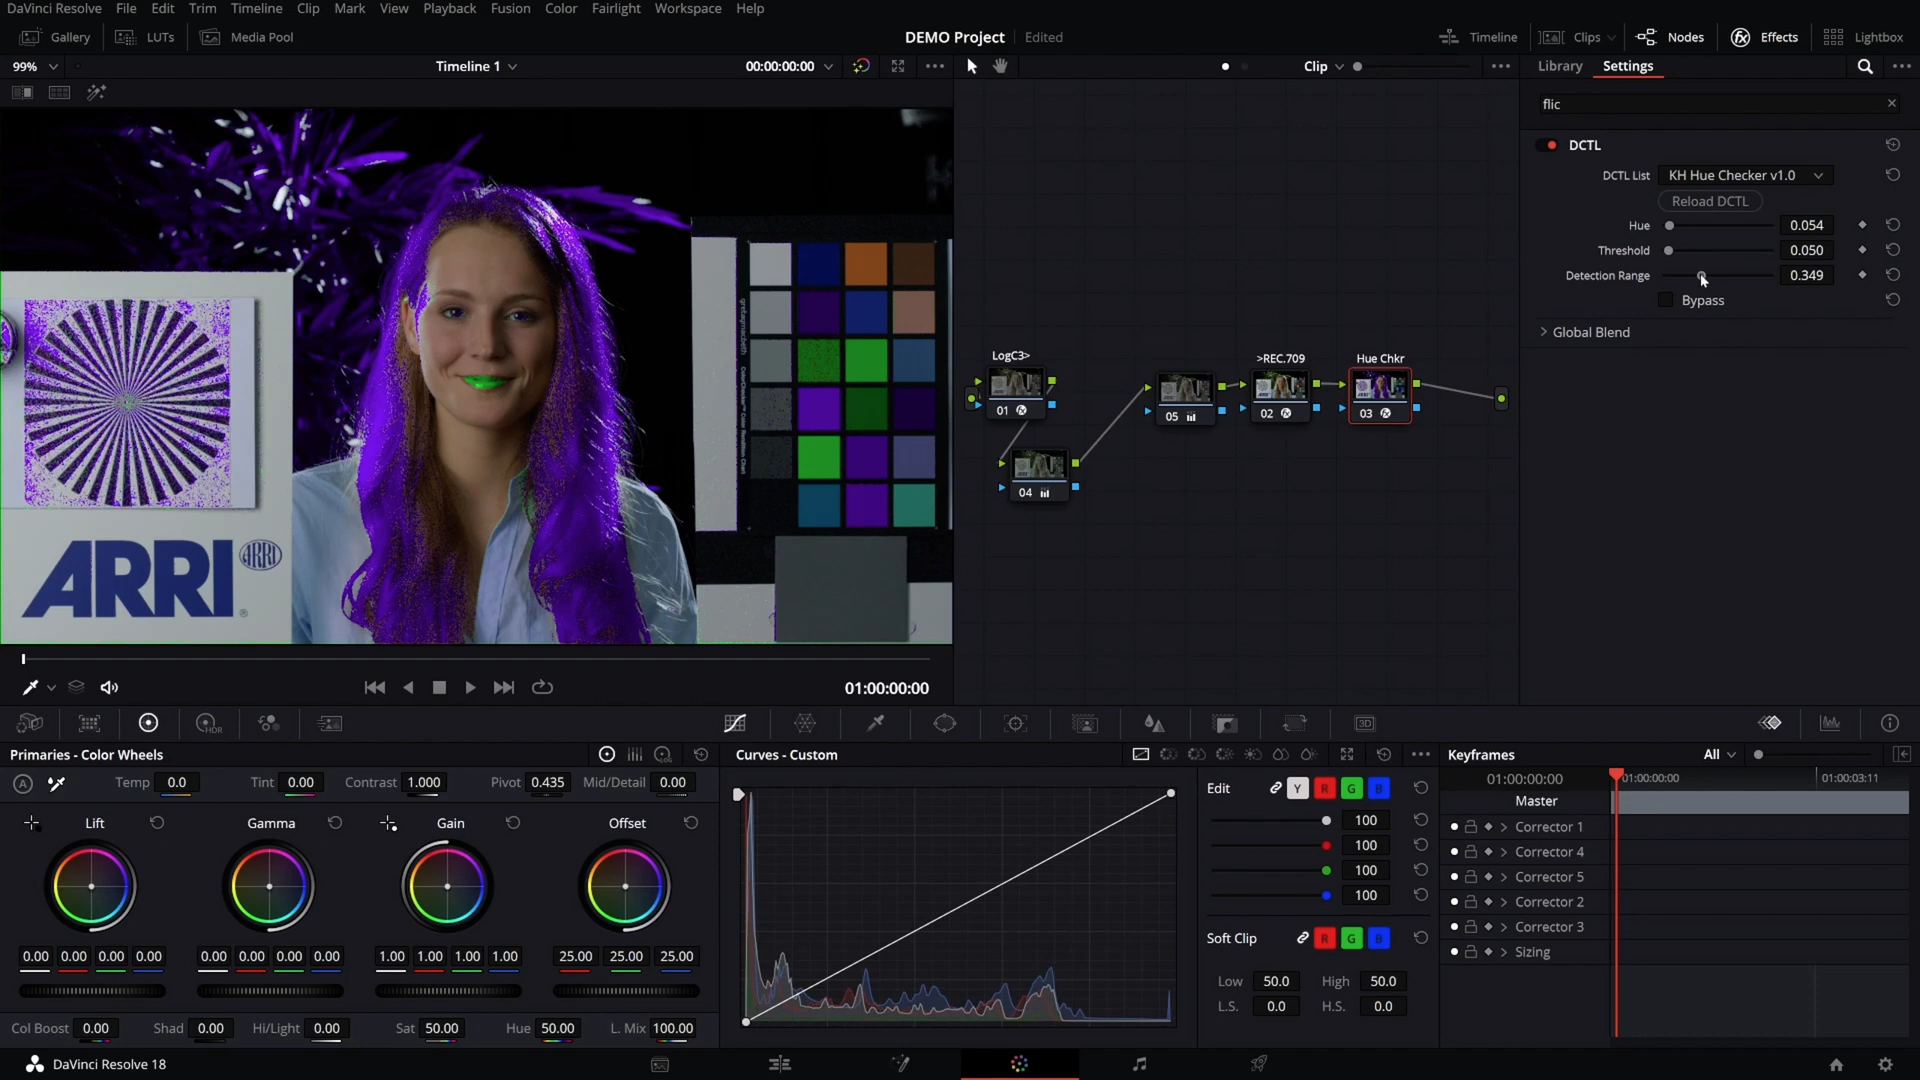 DaVinci Resolve File Edit Trim Timeline Clip Mark View Playback Fusion Color Fairlight Workspace Help
Gallery LUTs Media Pool DEMO Project Edited Timeline Clips Nodes Effects Lightbox
99% Timeline 1 00:00:00:00 Clip Library Settings
flic
DCTL
DCTL List KH Hue Checker v1.0
Reload DCTL
Hue 0.054
Threshold 0.050
Detection Range 0.349
Bypass
Global Blend
LogC3> >REC.709 Hue Chkr
01 05 02 03
04
ARRI ARRI
®
01:00:00:00
Primaries - Color Wheels Curves - Custom Keyframes All
A Temp 0.0 Tint 0.00 Contrast 1.000 Pivot 0.435 Mid/Detail 0.00
Lift Gamma Gain Offset
0.00 0.00 0.00 0.00 0.00 0.00 0.00 0.00 1.00 1.00 1.00 1.00 25.00 25.00 25.00
Col Boost 0.00 Shad 0.00 Hi/Light 0.00 Sat 50.00 Hue 50.00 L. Mix 100.00
Edit Y R G B
100
100
100
100
Soft Clip R G B
Low 50.0 High 50.0
L.S. 0.0 H.S. 0.0
01:00:00:00 01:00:00:00 01:00:03:11
Master
Corrector 1
Corrector 4
Corrector 5
Corrector 2
Corrector 3
Sizing
HDR LOG 3D
DaVinci Resolve 18